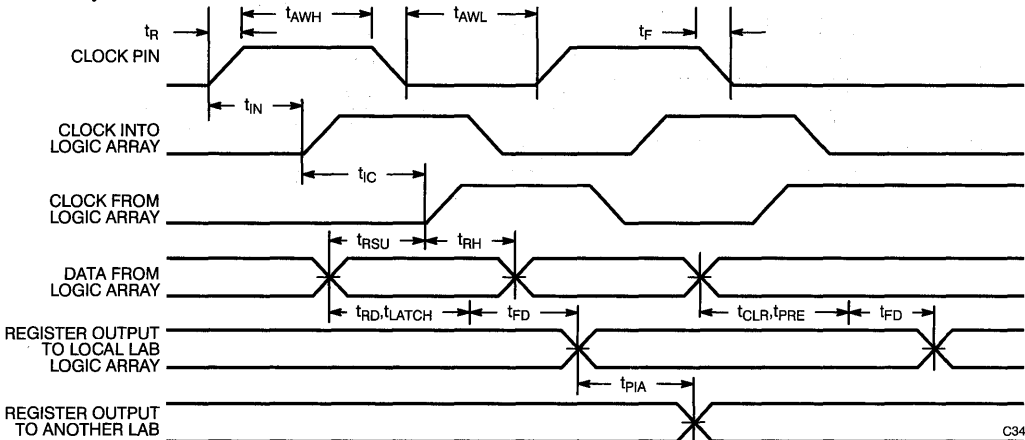 tR tAWH tAWL tF
CLOCK PIN
tIN
CLOCK INTO
LOGIC ARRAY
tIC
CLOCK FROM
LOGIC ARRAY
tRSU tRH
DATA FROM
LOGIC ARRAY
tRD,tLATCH tFD tCLR,tPRE tFD
REGISTER OUTPUT
TO LOCAL LAB
LOGIC ARRAY
tPIA
REGISTER OUTPUT
TO ANOTHER LAB
C34